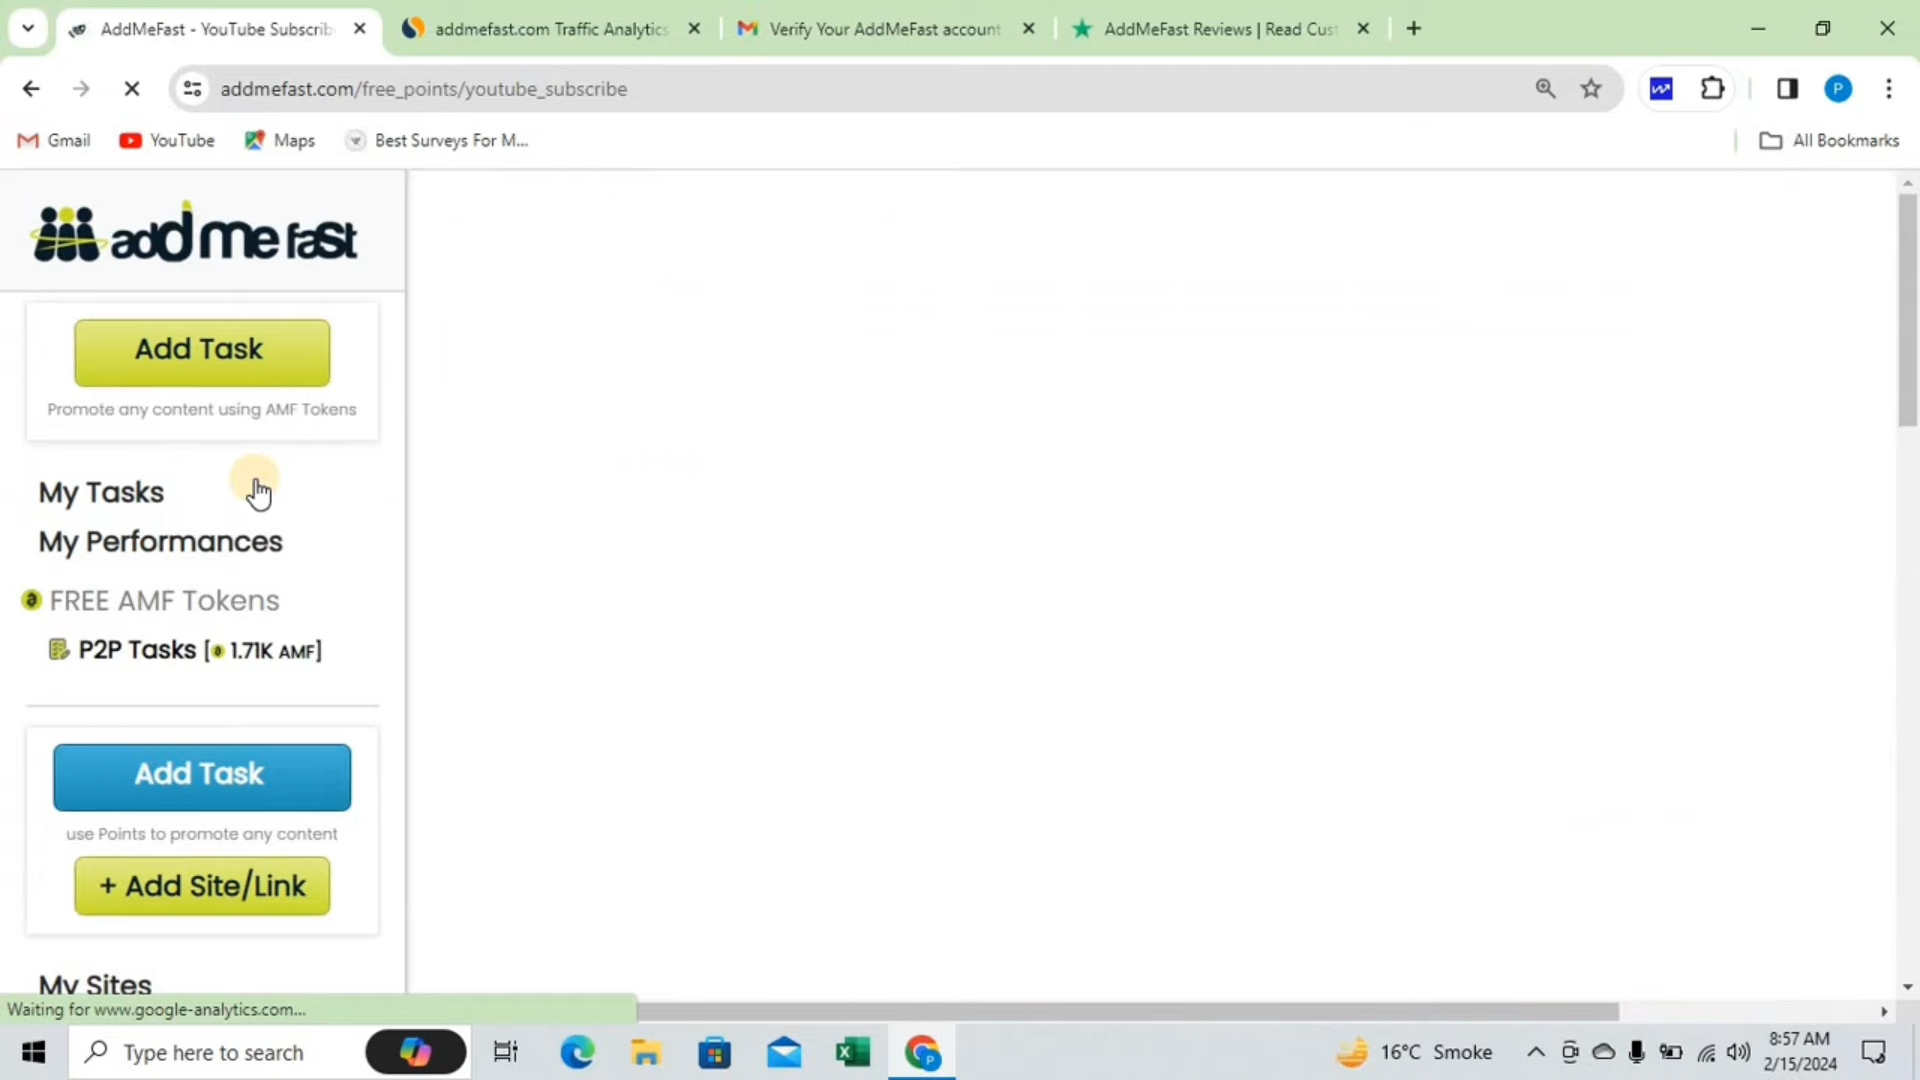 AddMeFast - YouTube Subscrib
addmefast.com Traffic Analytics
Verify Your AddMeFast account
AddMeFast Reviews | Read Cust
addmefast.com/free_points/youtube_subscribe
P
Gmail
YouTube
Maps
Best Surveys For M...
All Bookmarks
add me fast
Add Task
Promote any content using AMF Tokens
My Tasks
My Performances
FREE AMF Tokens
P2P Tasks [1.71K AMF]
Add Task
use Points to promote any content
+ Add Site/Link
My Sites
Waiting for www.google-analytics.com...
Type here to search
16°C Smoke
8:57 AM
2/15/2024